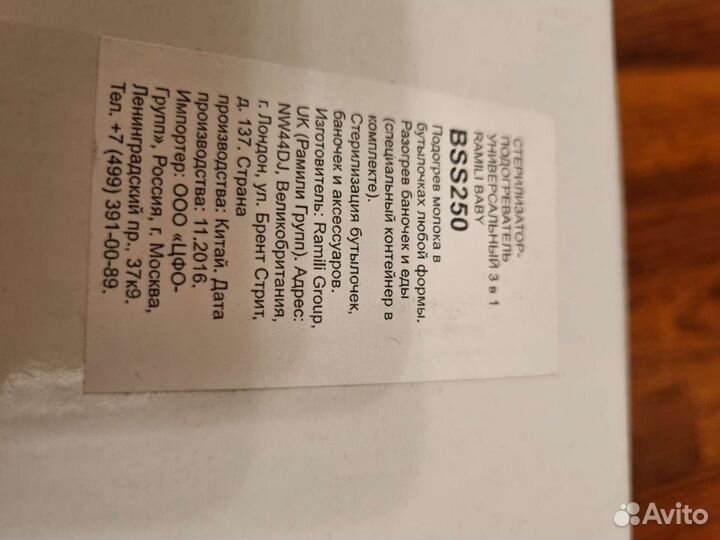 СТЕРИЛИЗАТОР-
ПОДОГРЕВАТЕЛЬ
УНИВЕРСАЛЬНЫЙ 3 в 1
RAMILI BABY
BSS250
Подогрев молока в
бутылочках любой формы.
Разогрев баночек и еды
(специальный контейнер в
комплекте).
Стерилизация бутылочек,
баночек и аксессуаров.
Изготовитель: Ramili Group,
UK (Рамили Групп). Адрес:
NW44DJ, Великобритания,
г. Лондон, ул. Брент Стрит,
д. 137. Страна
производства: Китай. Дата
производства: 11.2016.
Импортер: ООО «ЦФО-
Групп», Россия, г. Москва,
Ленинградский пр., 37к9.
Тел. +7 (499) 391-00-89.
Avito